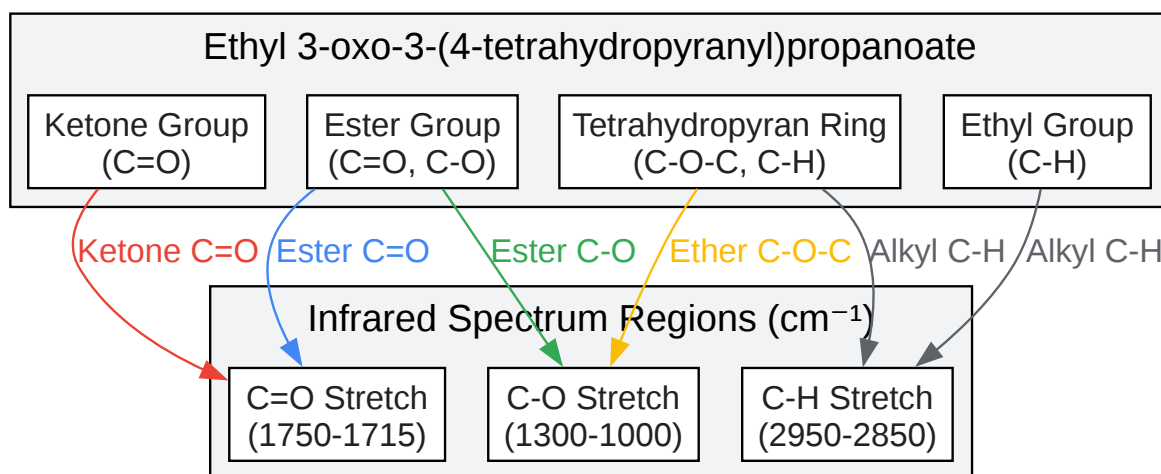 Ethyl 3-oxo-3-(4-tetrahydropyranyl)propanoate
Ketone Group
(C=O)
Ester Group
(C=O, C-O)
Tetrahydropyran Ring
(C-O-C, C-H)
Ethyl Group
(C-H)
Ketone C=O
Ester C=O
Ester C-O
Ether C-O-C
Alkyl C-H
Alkyl C-H
Infrared Spectrum Regions (cm⁻¹)
C=O Stretch
(1750-1715)
C-O Stretch
(1300-1000)
C-H Stretch
(2950-2850)